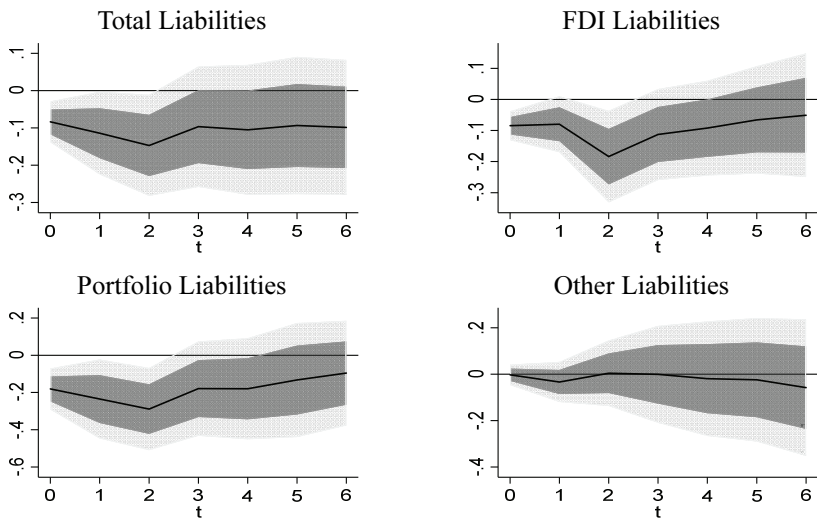 Total Liabilities
.1
0
-.1
-.2
-.3
0 1 2 3 4 5 6
t
FDI Liabilities
.1
0
-.1
-.2
-.3
0 1 2 3 4 5 6
t
Portfolio Liabilities
.2
0
-.2
-.4
-.6
0 1 2 3 4 5 6
t
Other Liabilities
.2
0
-.2
-.4
0 1 2 3 4 5 6
t